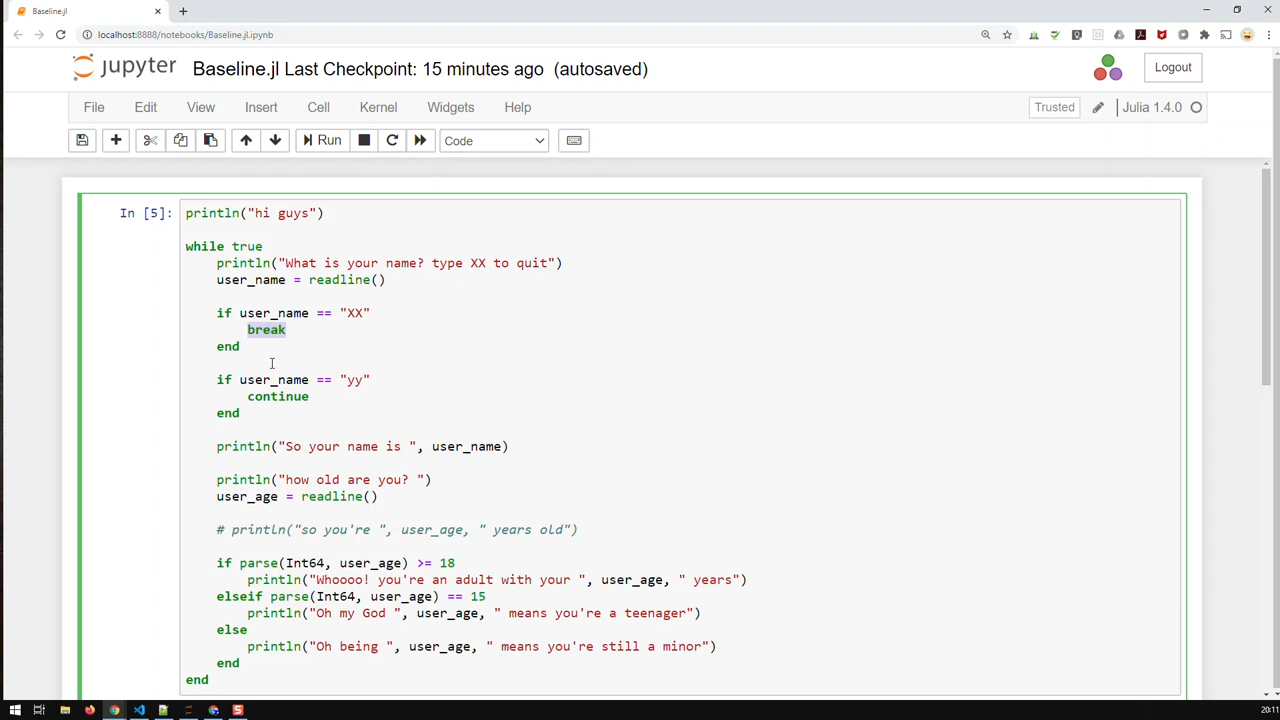 Baseline.jl
localhost:8888/notebooks/Baseline.jl.ipynb
jupyter Baseline.jl Last Checkpoint: 15 minutes ago (autosaved) Logout
File Edit View Insert Cell Kernel Widgets Help Trusted Julia 1.4.0
Run Code
In [5]: println("hi guys")
while true
println("What is your name? type XX to quit")
user_name = readline()
if user_name == "XX"
break
end
if user_name == "yy"
continue
end
println("So your name is ", user_name)
println("how old are you? ")
user_age = readline()
# println("so you're ", user_age, " years old")
if parse(Int64, user_age) >= 18
println("Whoooo! you're an adult with your ", user_age, " years")
elseif parse(Int64, user_age) == 15
println("Oh my God ", user_age, " means you're a teenager")
else
println("Oh being ", user_age, " means you're still a minor")
end
end
20:11